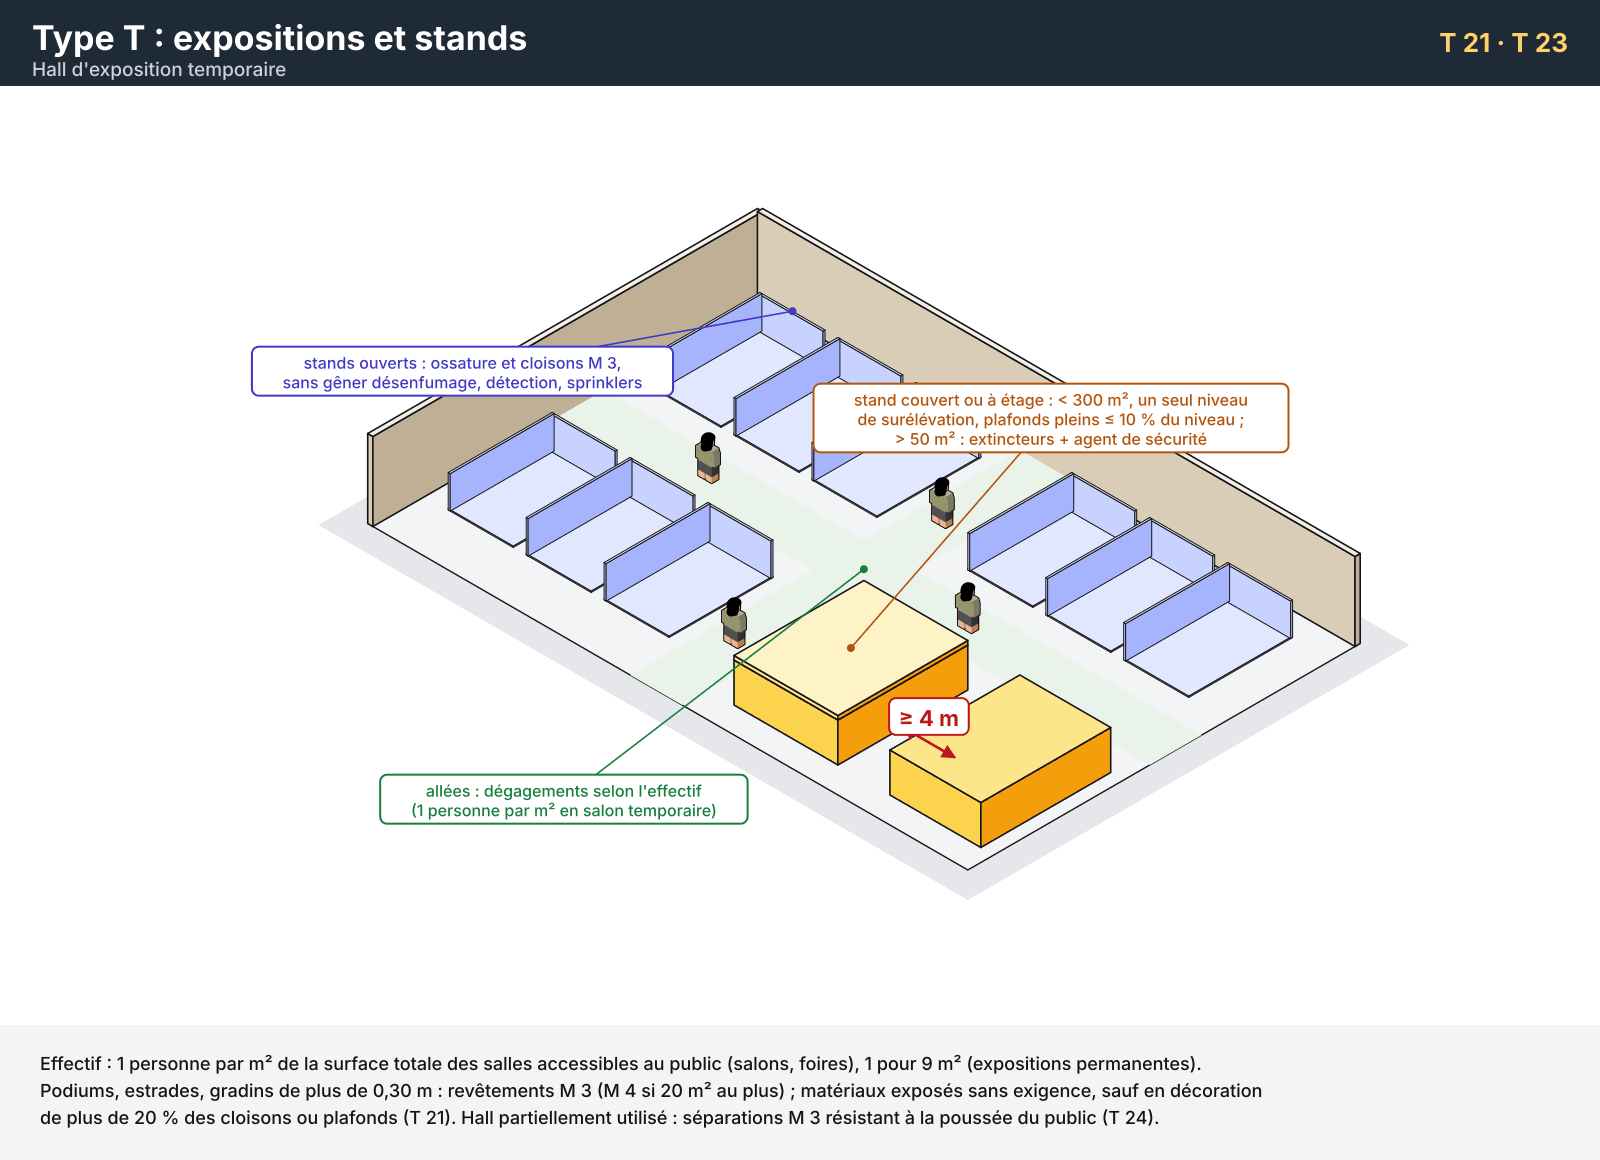 Type T : expositions et stands
Hall d'exposition temporaire
T 21 · T 23
stands ouverts : ossature et cloisons M 3,
sans gêner désenfumage, détection, sprinklers
stand couvert ou à étage : < 300 m², un seul niveau
de surélévation, plafonds pleins ≤ 10 % du niveau ;
> 50 m² : extincteurs + agent de sécurité
≥ 4 m
allées : dégagements selon l'effectif
(1 personne par m² en salon temporaire)
Effectif : 1 personne par m² de la surface totale des salles accessibles au public (salons, foires), 1 pour 9 m² (expositions permanentes).
Podiums, estrades, gradins de plus de 0,30 m : revêtements M 3 (M 4 si 20 m² au plus) ; matériaux exposés sans exigence, sauf en décoration
de plus de 20 % des cloisons ou plafonds (T 21). Hall partiellement utilisé : séparations M 3 résistant à la poussée du public (T 24).